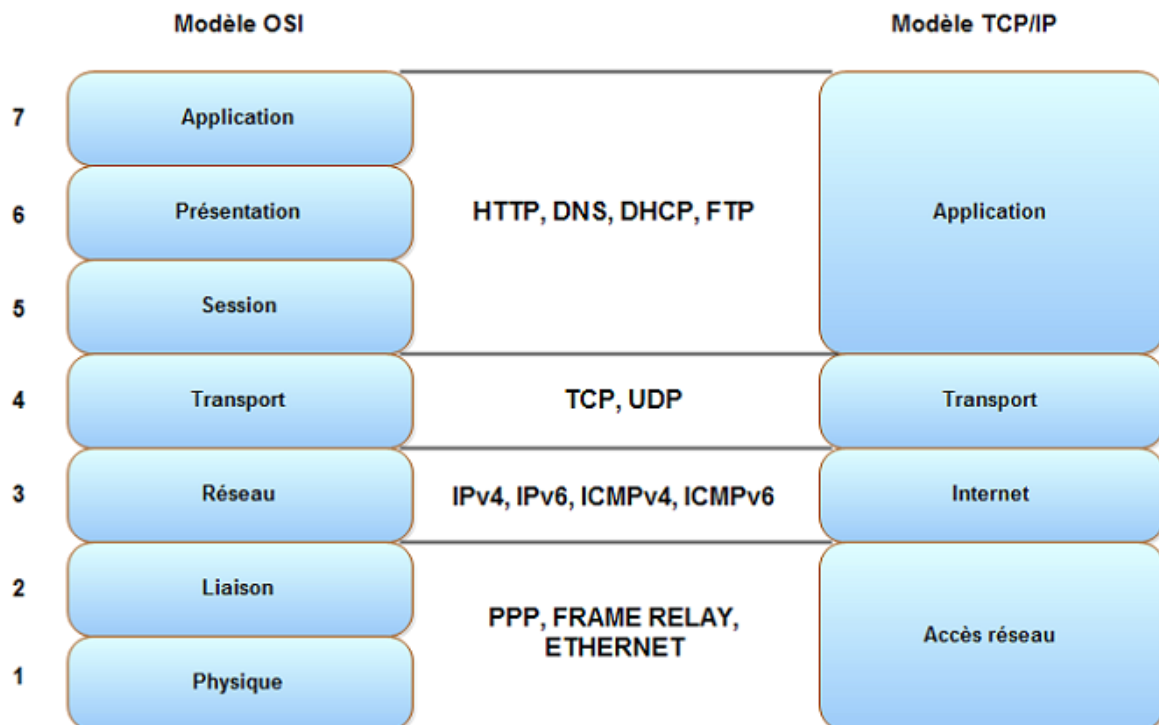 Modèle OSI
Modèle TCP/IP
7
Application
6
Présentation
HTTP, DNS, DHCP, FTP
Application
5
Session
4
Transport
TCP, UDP
Transport
3
Réseau
IPv4, IPv6, ICMPv4, ICMPv6
Internet
2
Liaison
PPP, FRAME RELAY,
ETHERNET
Accès réseau
1
Physique